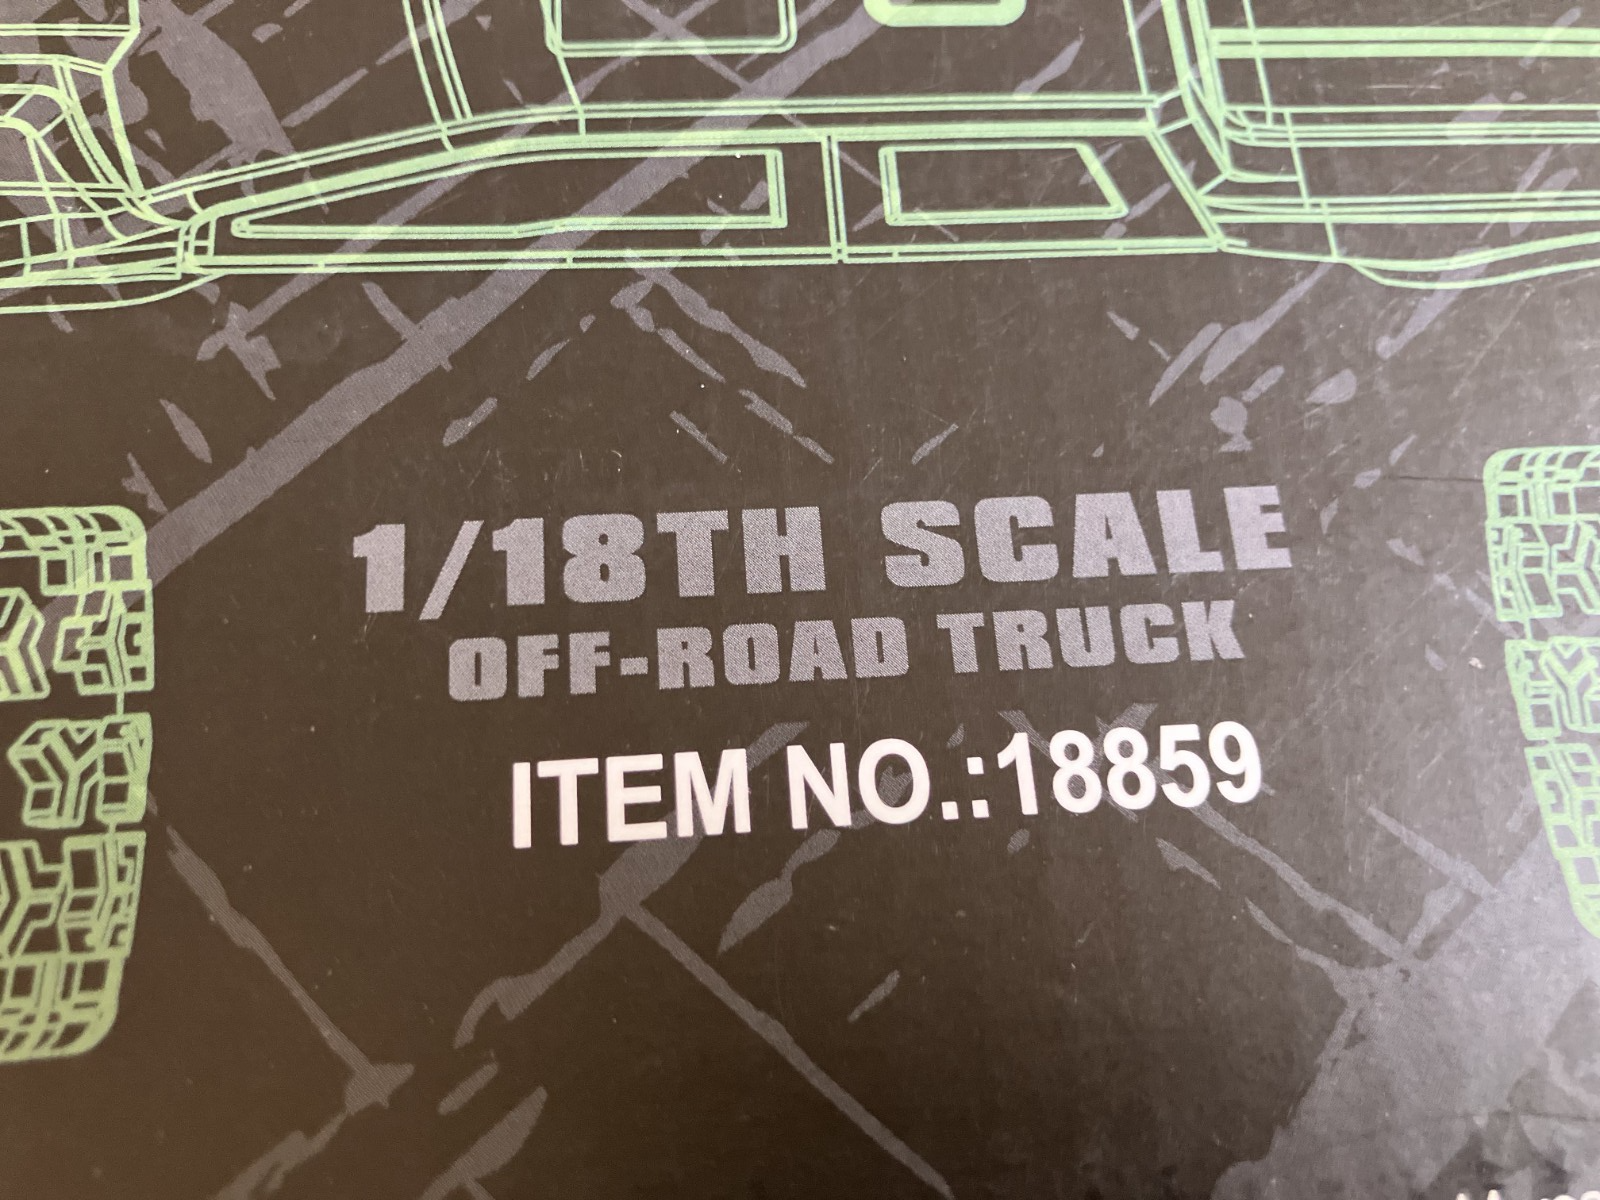 1/18TH SCALE
OFF-ROAD TRUCK
ITEM NO.:18859